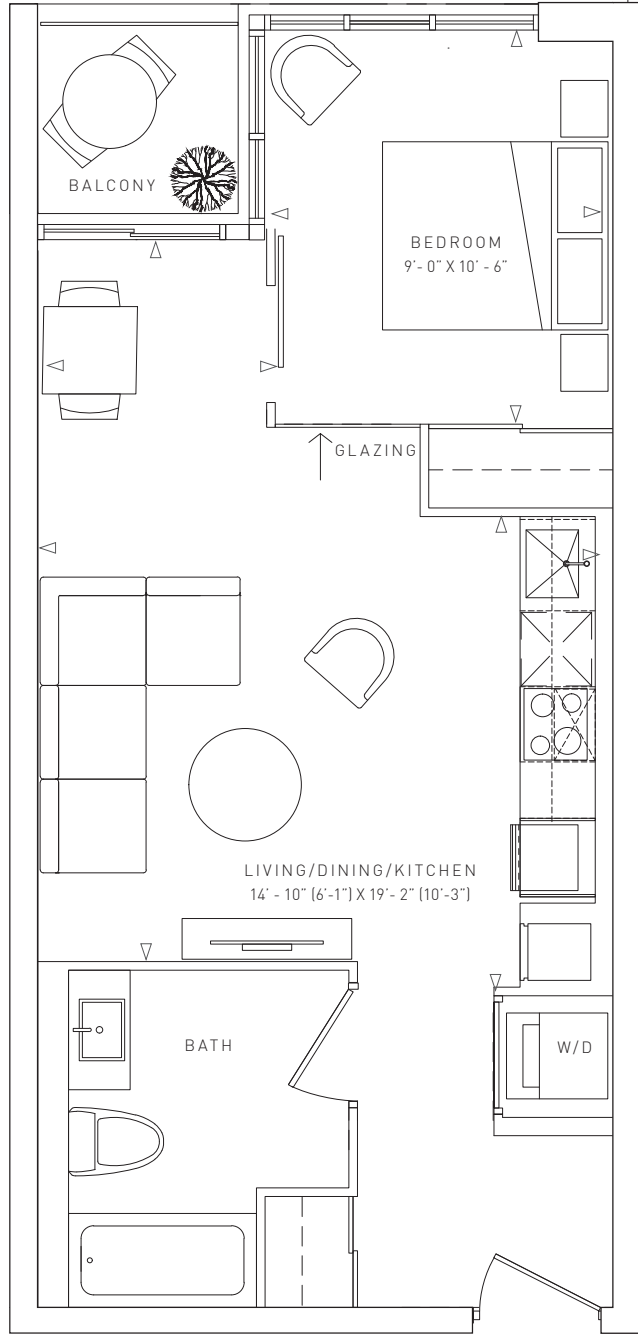 BALCONY
BEDROOM
9'- 0" X 10' - 6"
GLAZING
LIVING/DINING/KITCHEN
14' - 10" (6'-1") X 19'- 2" (10'-3")
BATH
W/D